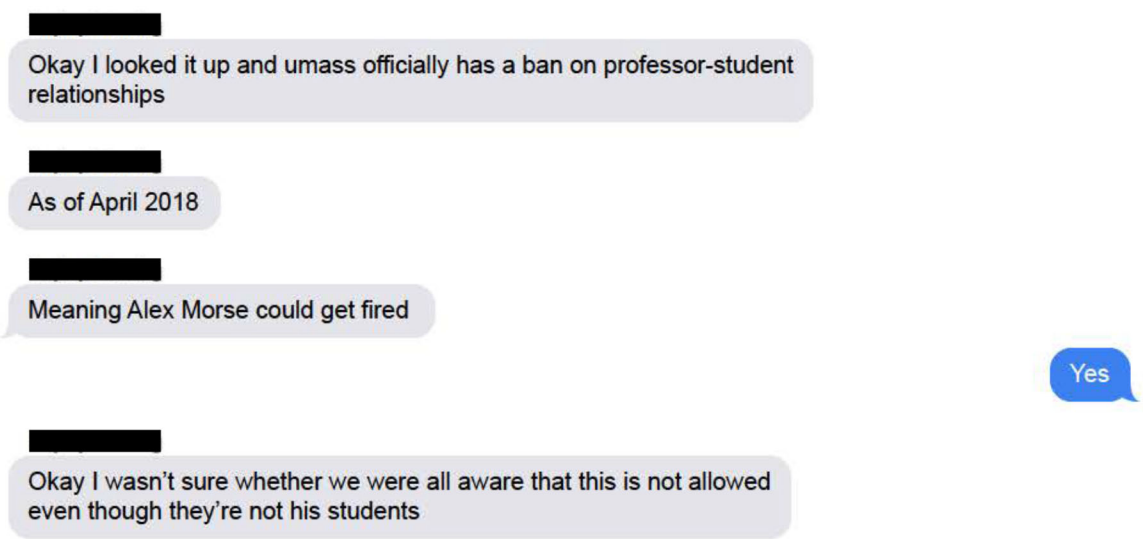 Okay I looked it up and umass officially has a ban on professor-student
relationships
As of April 2018
Meaning Alex Morse could get fired
Yes
Okay I wasn't sure whether we were all aware that this is not allowed
even though they're not his students